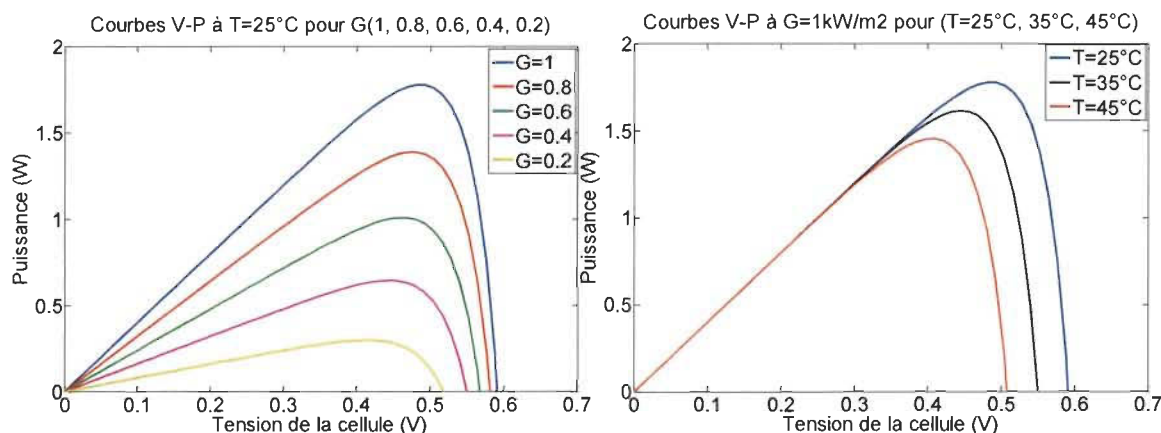 Courbes V-P à T=25°C pour G(1, 0.8, 0.6, 0.4, 0.2)
2
1.5
1
0.5
0
Puissance (W)
G=1
G=0.8
G=0.6
G=0.4
G=0.2
0 0.1 0.2 0.3 0.4 0.5 0.6 0.7
Tension de la cellule (V)
Courbes V-P à G=1kW/m2 pour (T=25°C, 35°C, 45°C)
2
1.5
1
0.5
0
Puissance (W)
T=25°C
T=35°C
T=45°C
0 0.1 0.2 0.3 0.4 0.5 0.6 0.7
Tension de la cellule (V)